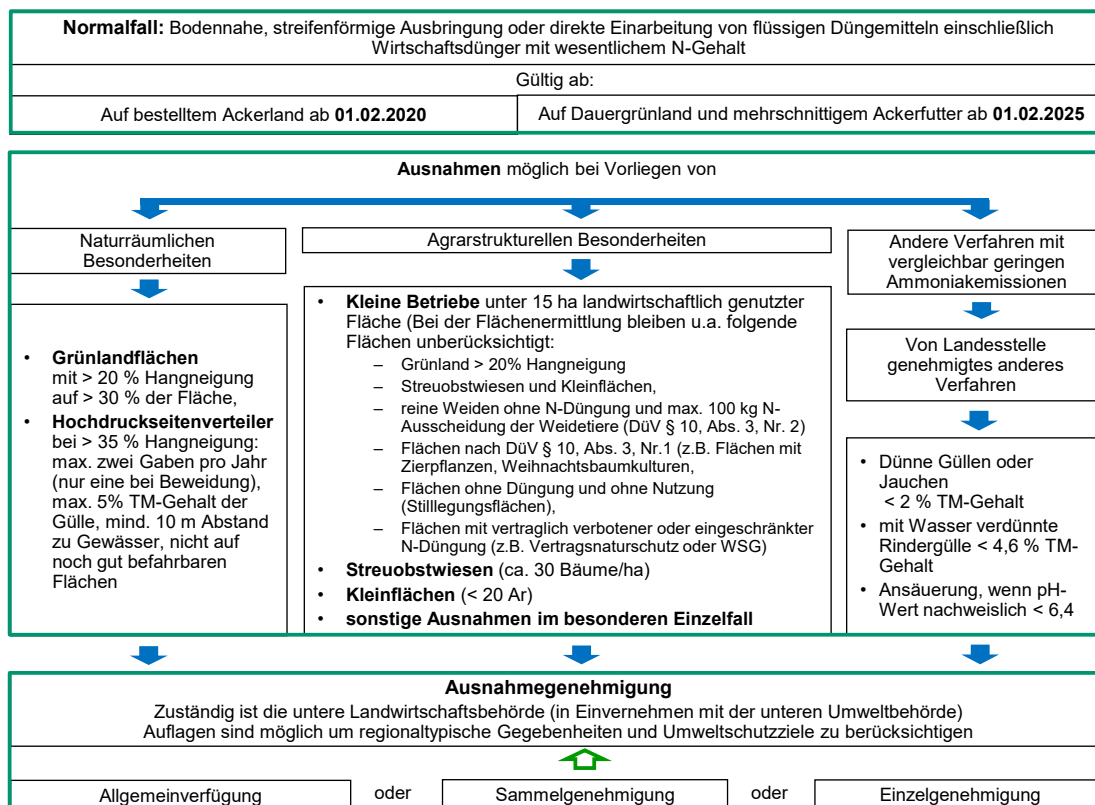 Normalfall: Bodennahe, streifenförmige Ausbringung oder direkte Einarbeitung von flüssigen Düngemitteln einschließlich
Wirtschaftsdünger mit wesentlichem N-Gehalt
Gültig ab:
Auf bestelltem Ackerland ab 01.02.2020
Auf Dauergrünland und mehrschnittigem Ackerfutter ab 01.02.2025
Ausnahmen möglich bei Vorliegen von
Naturräumlichen
Besonderheiten
• Grünlandflächen
mit > 20 % Hangneigung
auf > 30 % der Fläche,
• Hochdruckseitenverteiler
bei > 35 % Hangneigung:
max. zwei Gaben pro Jahr
(nur eine bei Beweidung),
max. 5% TM-Gehalt der
Gülle, mind. 10 m Abstand
zu Gewässer, nicht auf
noch gut befahrbaren
Flächen
Agrarstrukturellen Besonderheiten
• Kleine Betriebe unter 15 ha landwirtschaftlich genutzter
Fläche (Bei der Flächenermittlung bleiben u.a. folgende
Flächen unberücksichtigt:
– Grünland > 20% Hangneigung
– Streuobstwiesen und Kleinflächen,
– reine Weiden ohne N-Düngung und max. 100 kg N-
Ausscheidung der Weidetiere (DüV § 10, Abs. 3, Nr. 2)
– Flächen nach DüV § 10, Abs. 3, Nr.1 (z.B. Flächen mit
Zierpflanzen, Weihnachtsbaumkulturen,
– Flächen ohne Düngung und ohne Nutzung
(Stilllegungsflächen),
– Flächen mit vertraglich verbotener oder eingeschränkter
N-Düngung (z.B. Vertragsnaturschutz oder WSG)
• Streuobstwiesen (ca. 30 Bäume/ha)
• Kleinflächen (< 20 Ar)
• sonstige Ausnahmen im besonderen Einzelfall
Andere Verfahren mit
vergleichbar geringen
Ammoniakemissionen
Von Landesstelle
genehmigtes anderes
Verfahren
• Dünne Güllen oder
Jauchen
< 2 % TM-Gehalt
• mit Wasser verdünnte
Rindergülle < 4,6 % TM-
Gehalt
• Ansäuerung, wenn pH-
Wert nachweislich < 6,4
Ausnahmegenehmigung
Zuständig ist die untere Landwirtschaftsbehörde (in Einvernehmen mit der unteren Umweltbehörde)
Auflagen sind möglich um regionaltypische Gegebenheiten und Umweltschutzziele zu berücksichtigen
Allgemeinverfügung oder Sammelgenehmigung oder Einzelgenehmigung